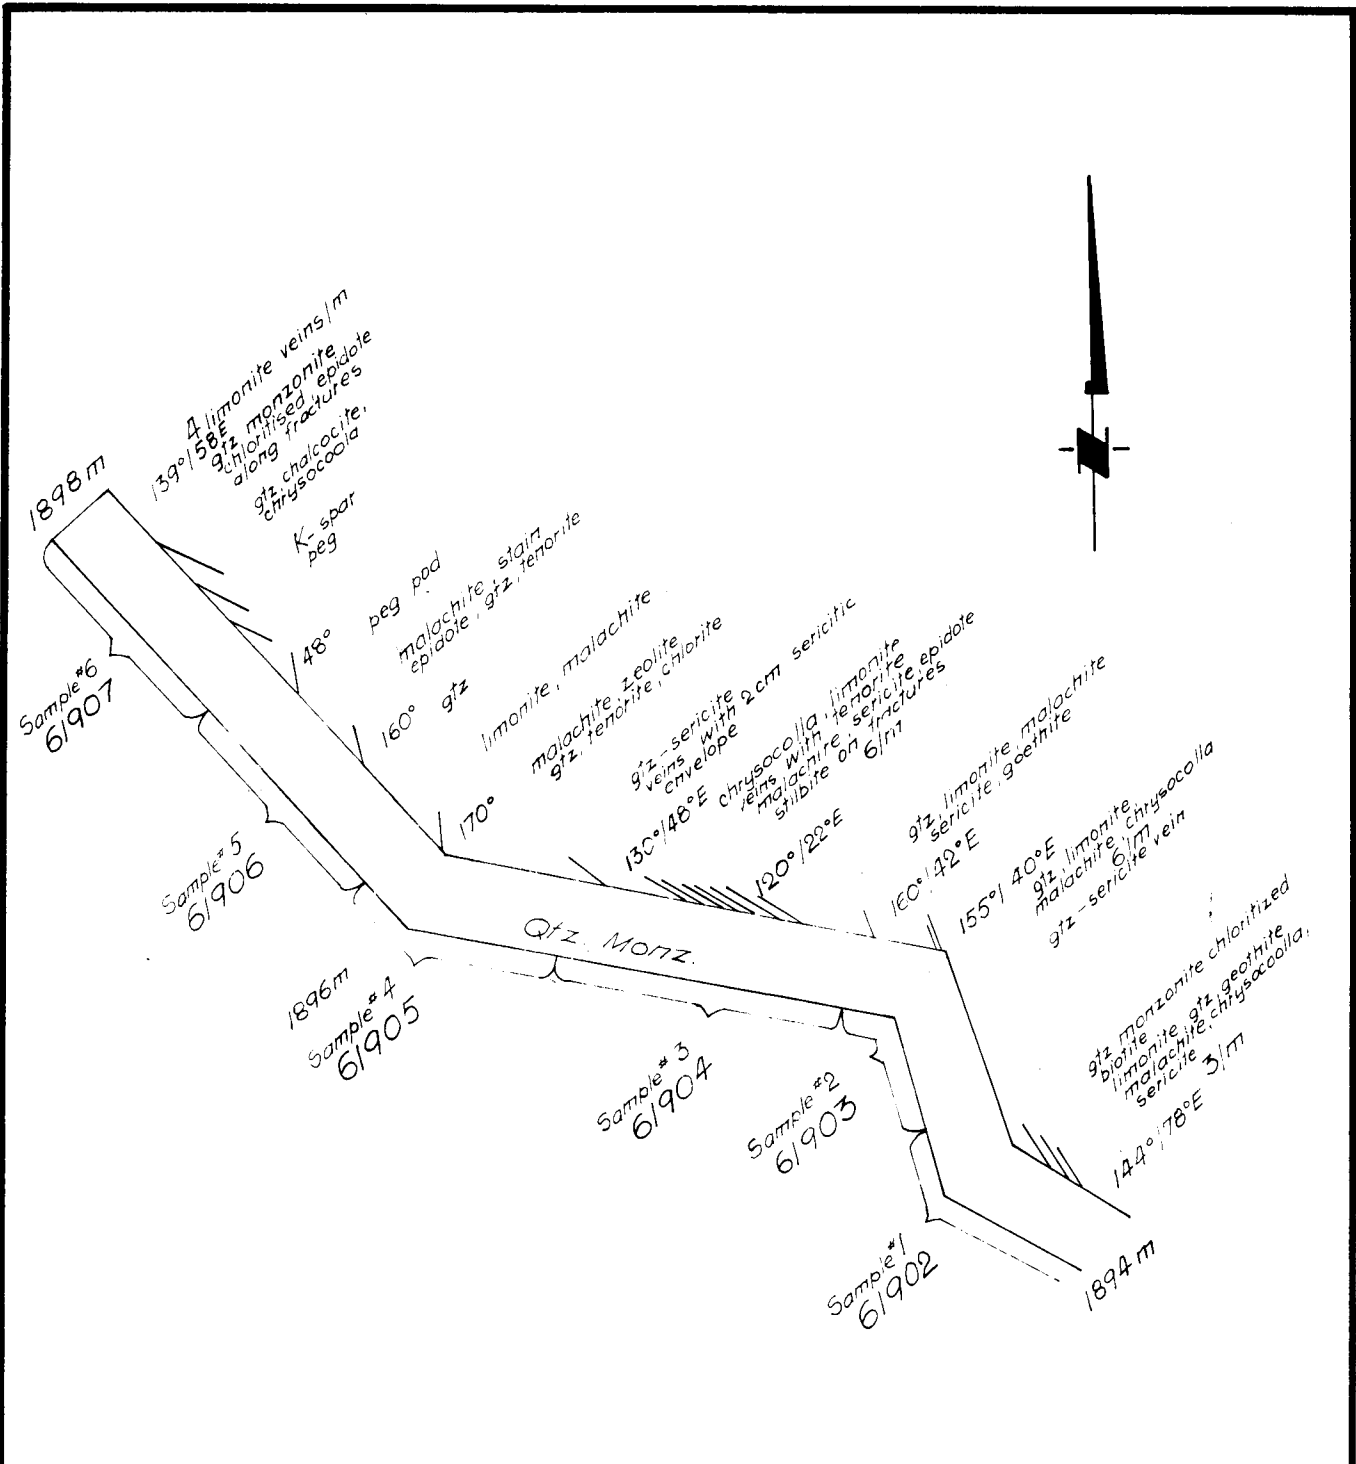 1898 m
4 limonite veins/m
139°/58E
qtz monzonite
chloritised, epidote
along fractures
qtz, chalcocite,
chrysocoola
K-spar
peg
48°
peg pod
malachite, stain
epidote, qtz, tenorite
160°
qtz
limonite, malachite
170°
malachite, zeolite
qtz, tenorite, chlorite
qtz-sericite
veins with 2cm sericitic
envelope
130°/48°E
chrysocolla, limonite
veins with tenorite
malachire, sericite, epidote
stilbite on fractures
6/m
120°/22°E
qtz limonite, malachite
sericite, goethite
160°/42°E
155°/40°E
qtz, limonite,
malachite, chrysocolla
6/m
qtz-sericite vein
qtz monzonite chloritized
biotite
limonite, qtz, geothite
malachite, chrysocoolla,
sericite 3/m
144°/78°E
1894 m
Qtz. Monz.
Sample #6
61907
Sample #5
61906
1896 m
Sample #4
61905
Sample #3
61904
Sample #2
61903
Sample #1
61902